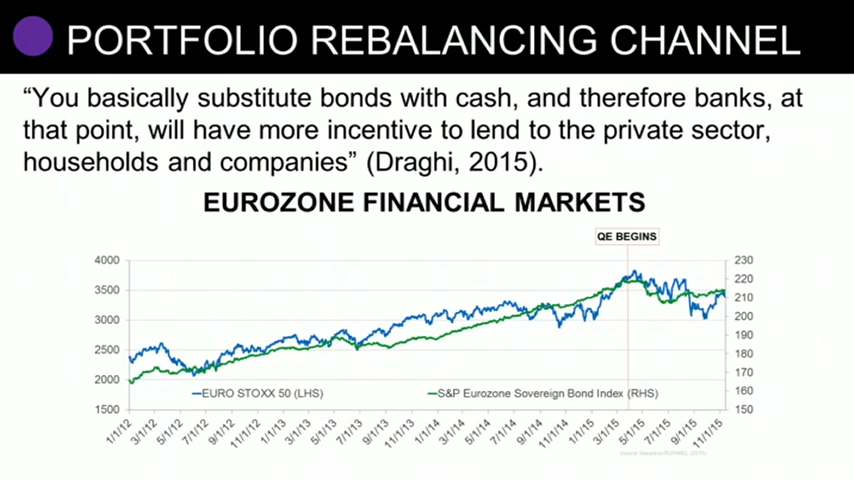 PORTFOLIO REBALANCING CHANNEL
“You basically substitute bonds with cash, and therefore banks, at
that point, will have more incentive to lend to the private sector,
households and companies” (Draghi, 2015).
EUROZONE FINANCIAL MARKETS
QE BEGINS
4000 230
220
3500 210
3000 200
190
2500 180
170
2000 160
1500 150
EURO STOXX 50 (LHS) S&P Eurozone Sovereign Bond Index (RHS)
1/1/12 3/1/12 5/1/12 7/1/12 9/1/12 11/1/12 1/1/13 3/1/13 5/1/13 7/1/13 9/1/13 11/1/13 1/1/14 3/1/14 5/1/14 7/1/14 9/1/14 11/1/14 1/1/15 3/1/15 5/1/15 7/1/15 9/1/15 11/1/15